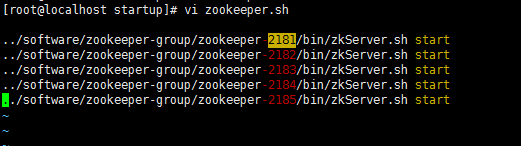 [root@localhost startup]# vi zookeeper.sh
../software/zookeeper-group/zookeeper-2181/bin/zkServer.sh start
../software/zookeeper-group/zookeeper-2182/bin/zkServer.sh start
../software/zookeeper-group/zookeeper-2183/bin/zkServer.sh start
../software/zookeeper-group/zookeeper-2184/bin/zkServer.sh start
../software/zookeeper-group/zookeeper-2185/bin/zkServer.sh start
~
~
~